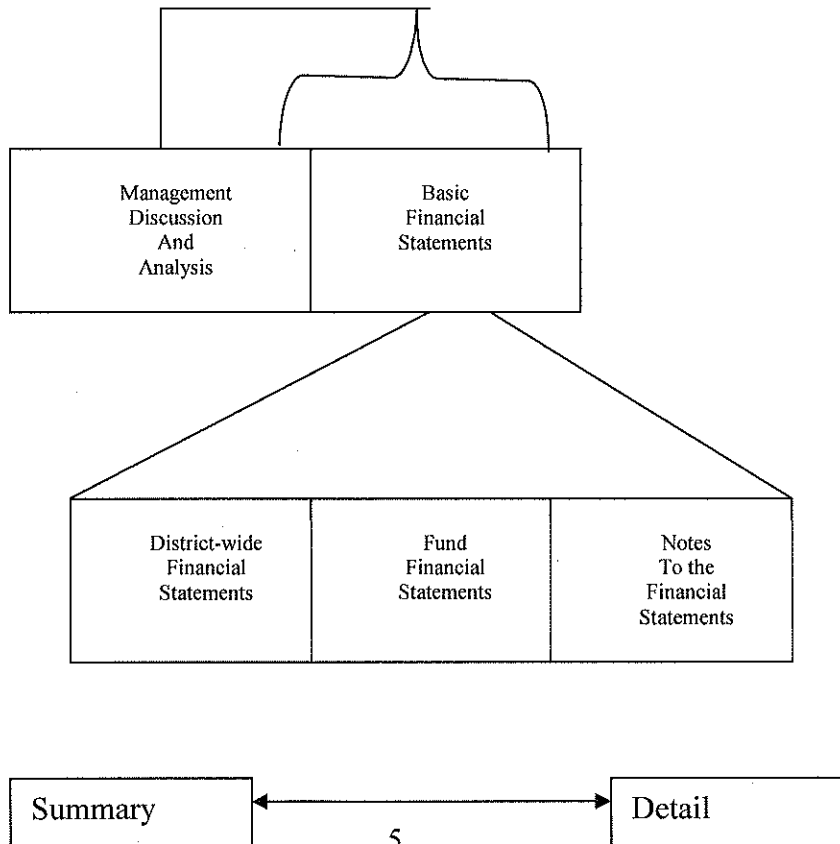 Management
Discussion
And
Analysis
Basic
Financial
Statements
District-wide
Financial
Statements
Fund
Financial
Statements
Notes
To the
Financial
Statements
Summary
Detail
5